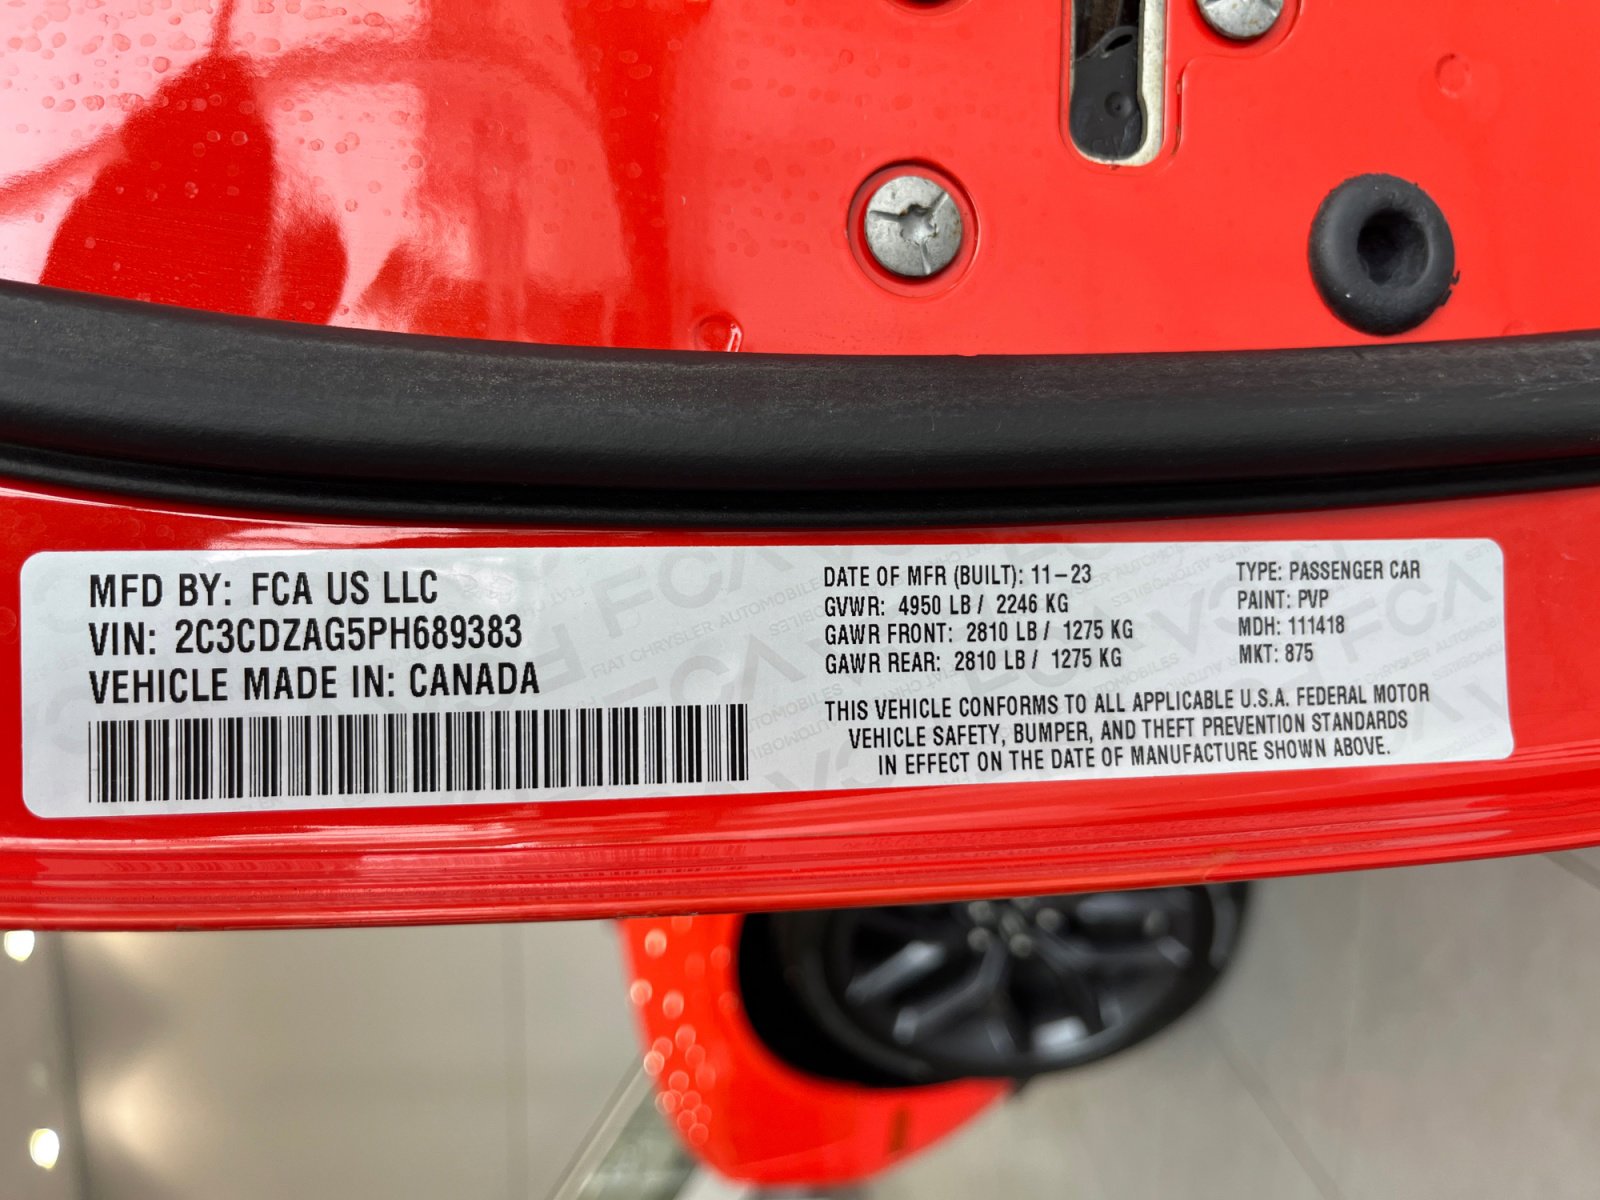 MFD BY: FCA US LLC
VIN: 2C3CDZAG5PH689383
VEHICLE MADE IN: CANADA
DATE OF MFR (BUILT): 11-23
GVWR: 4950 LB / 2246 KG
GAWR FRONT: 2810 LB / 1275 KG
GAWR REAR: 2810 LB / 1275 KG
TYPE: PASSENGER CAR
PAINT: PVP
MDH: 111418
MKT: 875
THIS VEHICLE CONFORMS TO ALL APPLICABLE U.S.A. FEDERAL MOTOR
VEHICLE SAFETY, BUMPER, AND THEFT PREVENTION STANDARDS
IN EFFECT ON THE DATE OF MANUFACTURE SHOWN ABOVE.